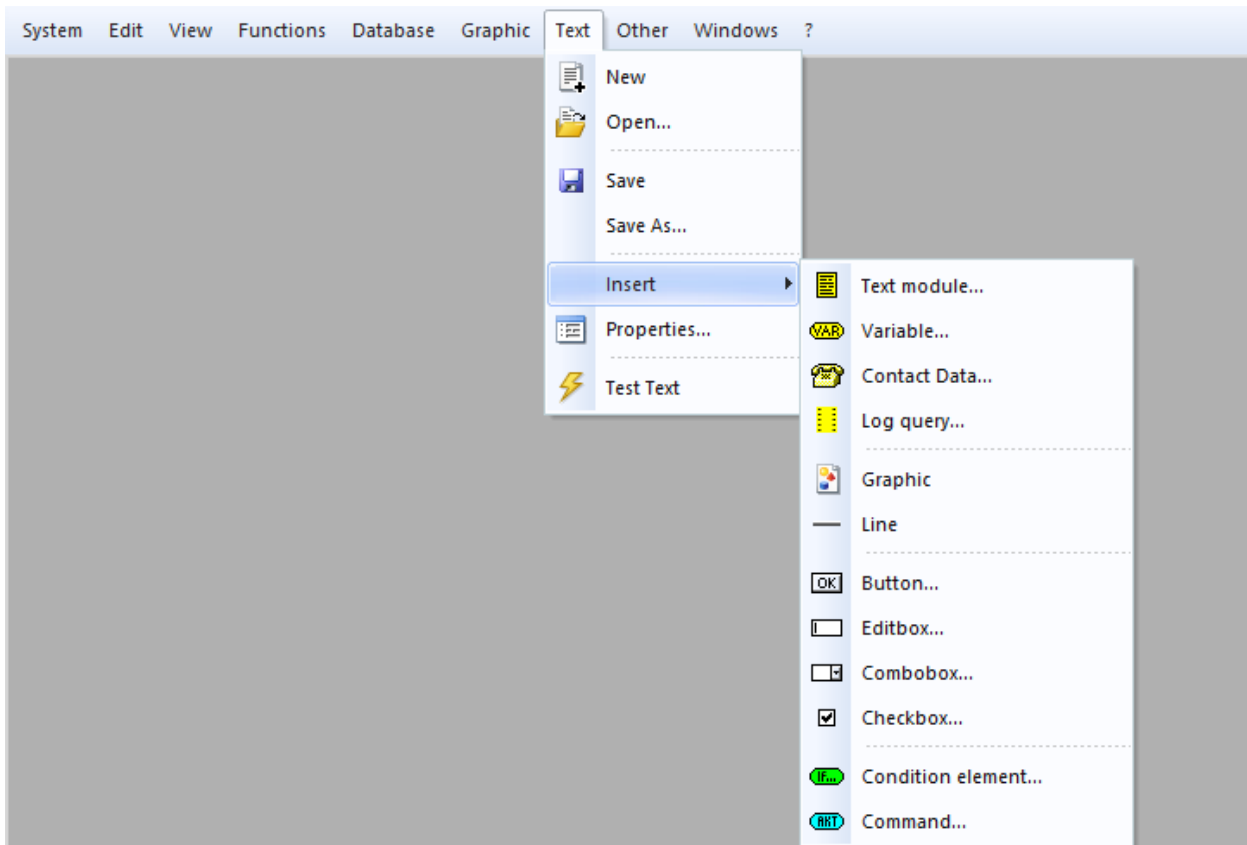 System Edit View Functions Database Graphic Text Other Windows ?
New
Open...
Save
Save As...
Insert
Properties...
Test Text
Text module...
VAR Variable...
Contact Data...
Log query...
Graphic
Line
OK Button...
Editbox...
Combobox...
Checkbox...
IF... Condition element...
AKT Command...